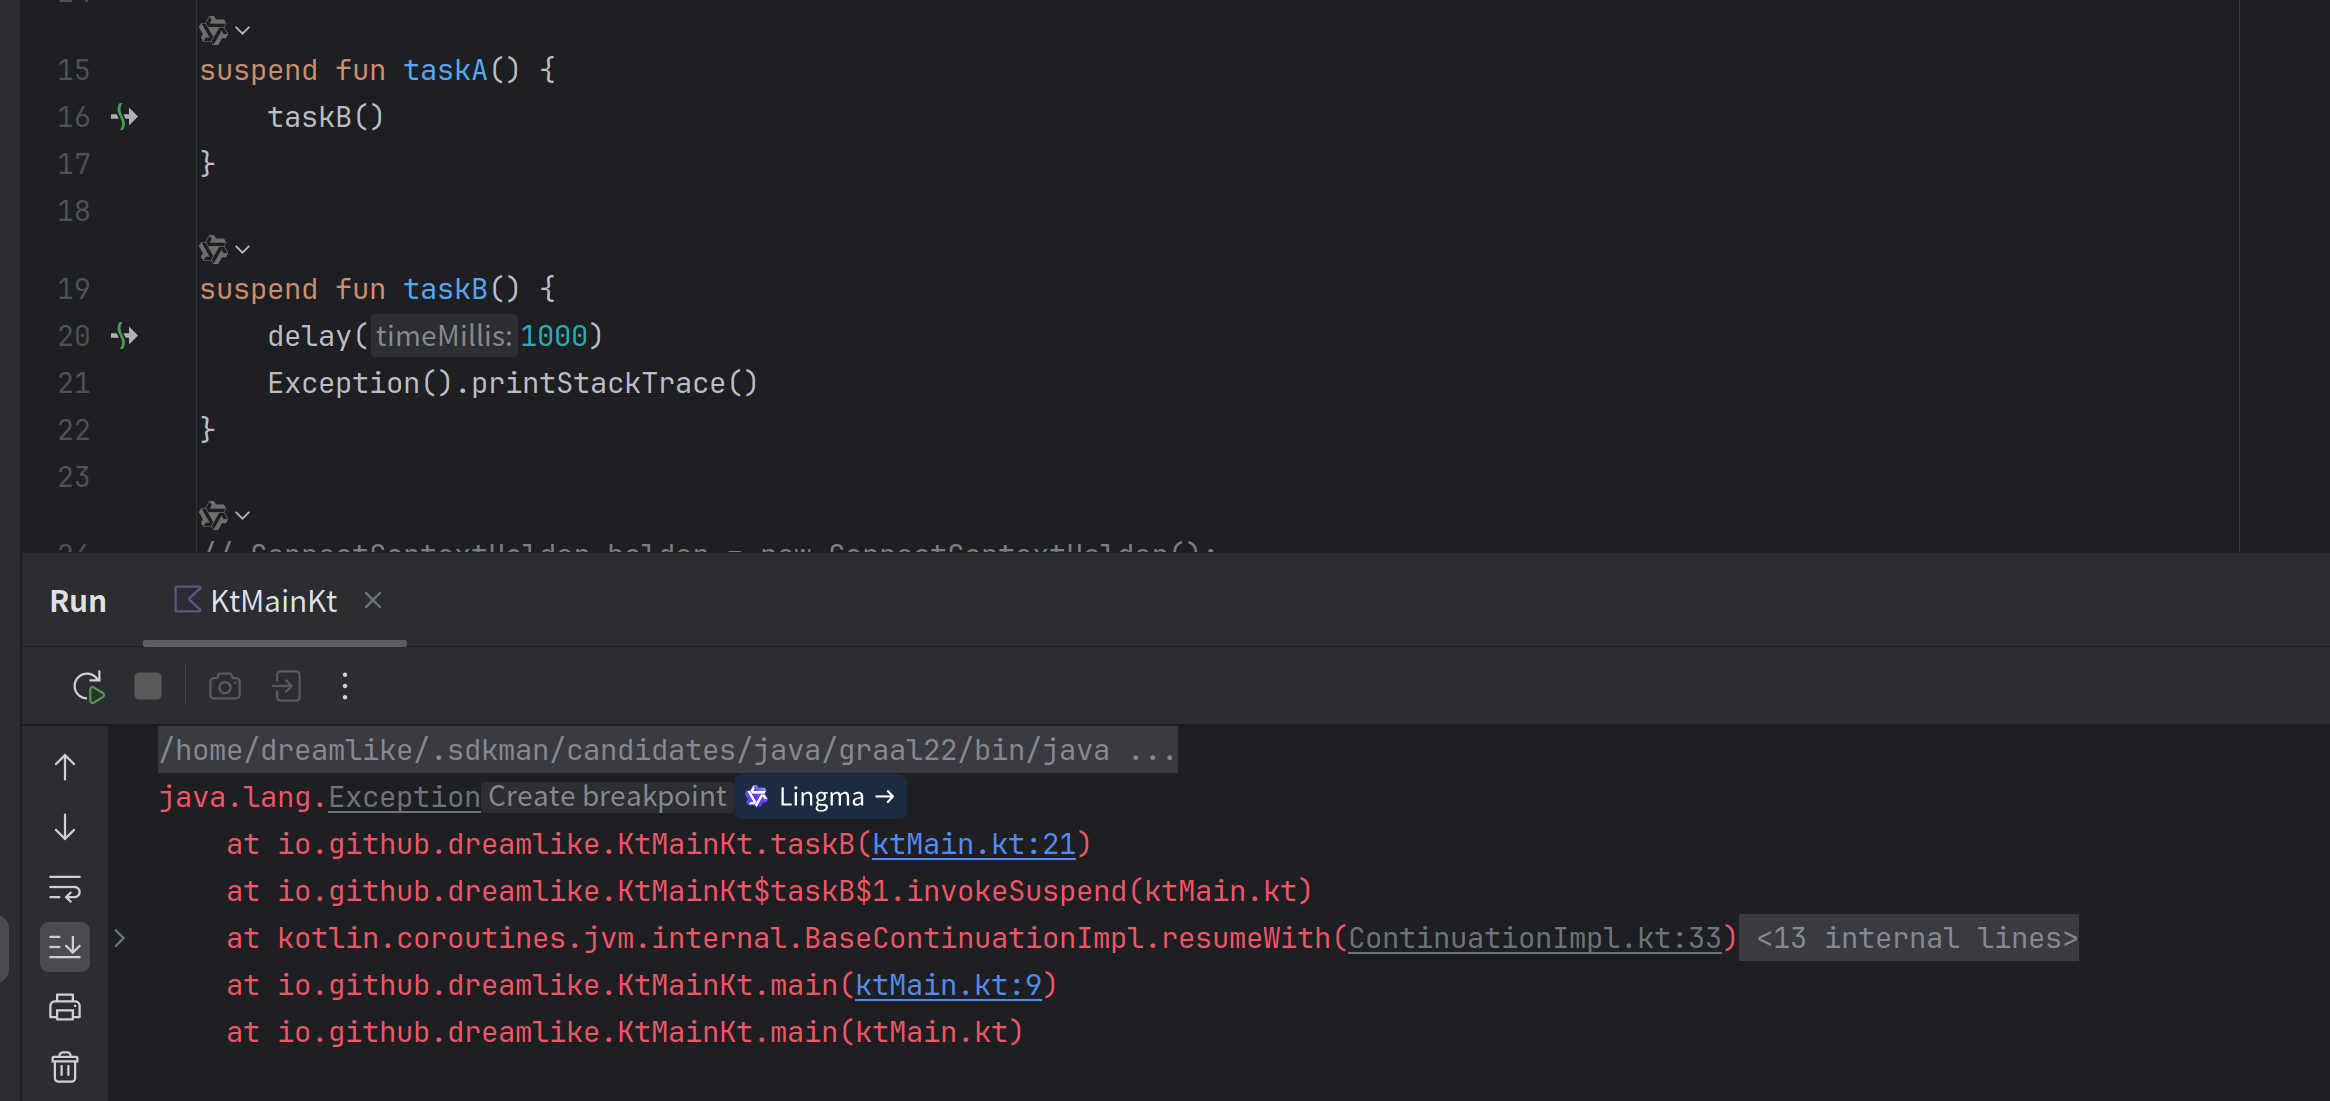 15 suspend fun taskA() {
16 taskB()
17 }
18
19 suspend fun taskB() {
20 delay( timeMillis: 1000)
21 Exception().printStackTrace()
22 }
23
// ConnectContextHolder holder = new ConnectContextHolder();
Run KtMainKt
/home/dreamlike/.sdkman/candidates/java/graal22/bin/java ...
java.lang.Exception Create breakpoint Lingma →
at io.github.dreamlike.KtMainKt.taskB(ktMain.kt:21)
at io.github.dreamlike.KtMainKt$taskB$1.invokeSuspend(ktMain.kt)
at kotlin.coroutines.jvm.internal.BaseContinuationImpl.resumeWith(ContinuationImpl.kt:33) <13 internal lines>
at io.github.dreamlike.KtMainKt.main(ktMain.kt:9)
at io.github.dreamlike.KtMainKt.main(ktMain.kt)